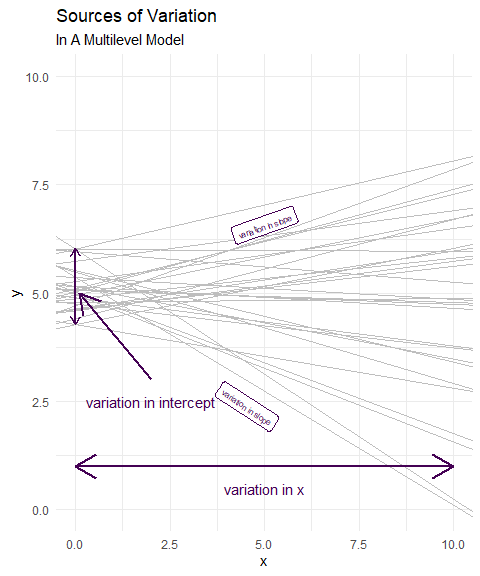 Sources of Variation
In A Multilevel Model
10.0
7.5
variation in slope
5.0
y
variation in intercept
variation in slope
2.5
variation in x
0.0
0.0 2.5 5.0 7.5 10.0
x